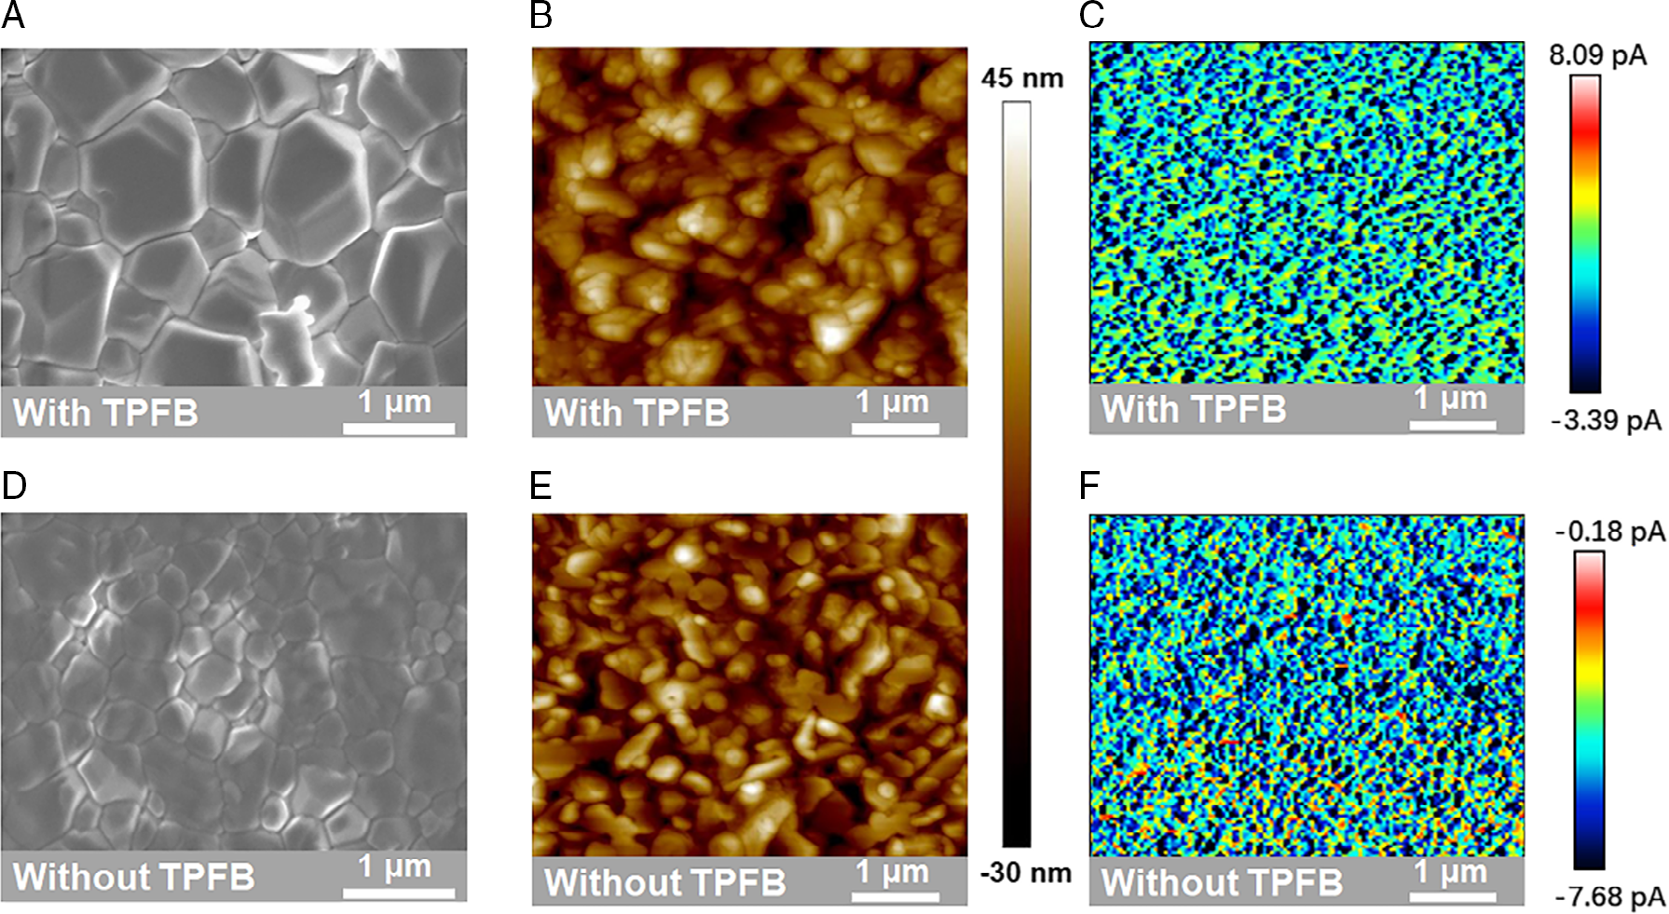 A
B
C
With TPFB
1 µm
With TPFB
1 µm
45 nm
-30 nm
With TPFB
1 µm
8.09 pA
-3.39 pA
D
E
F
Without TPFB
1 µm
Without TPFB
1 µm
Without TPFB
1 µm
-0.18 pA
-7.68 pA